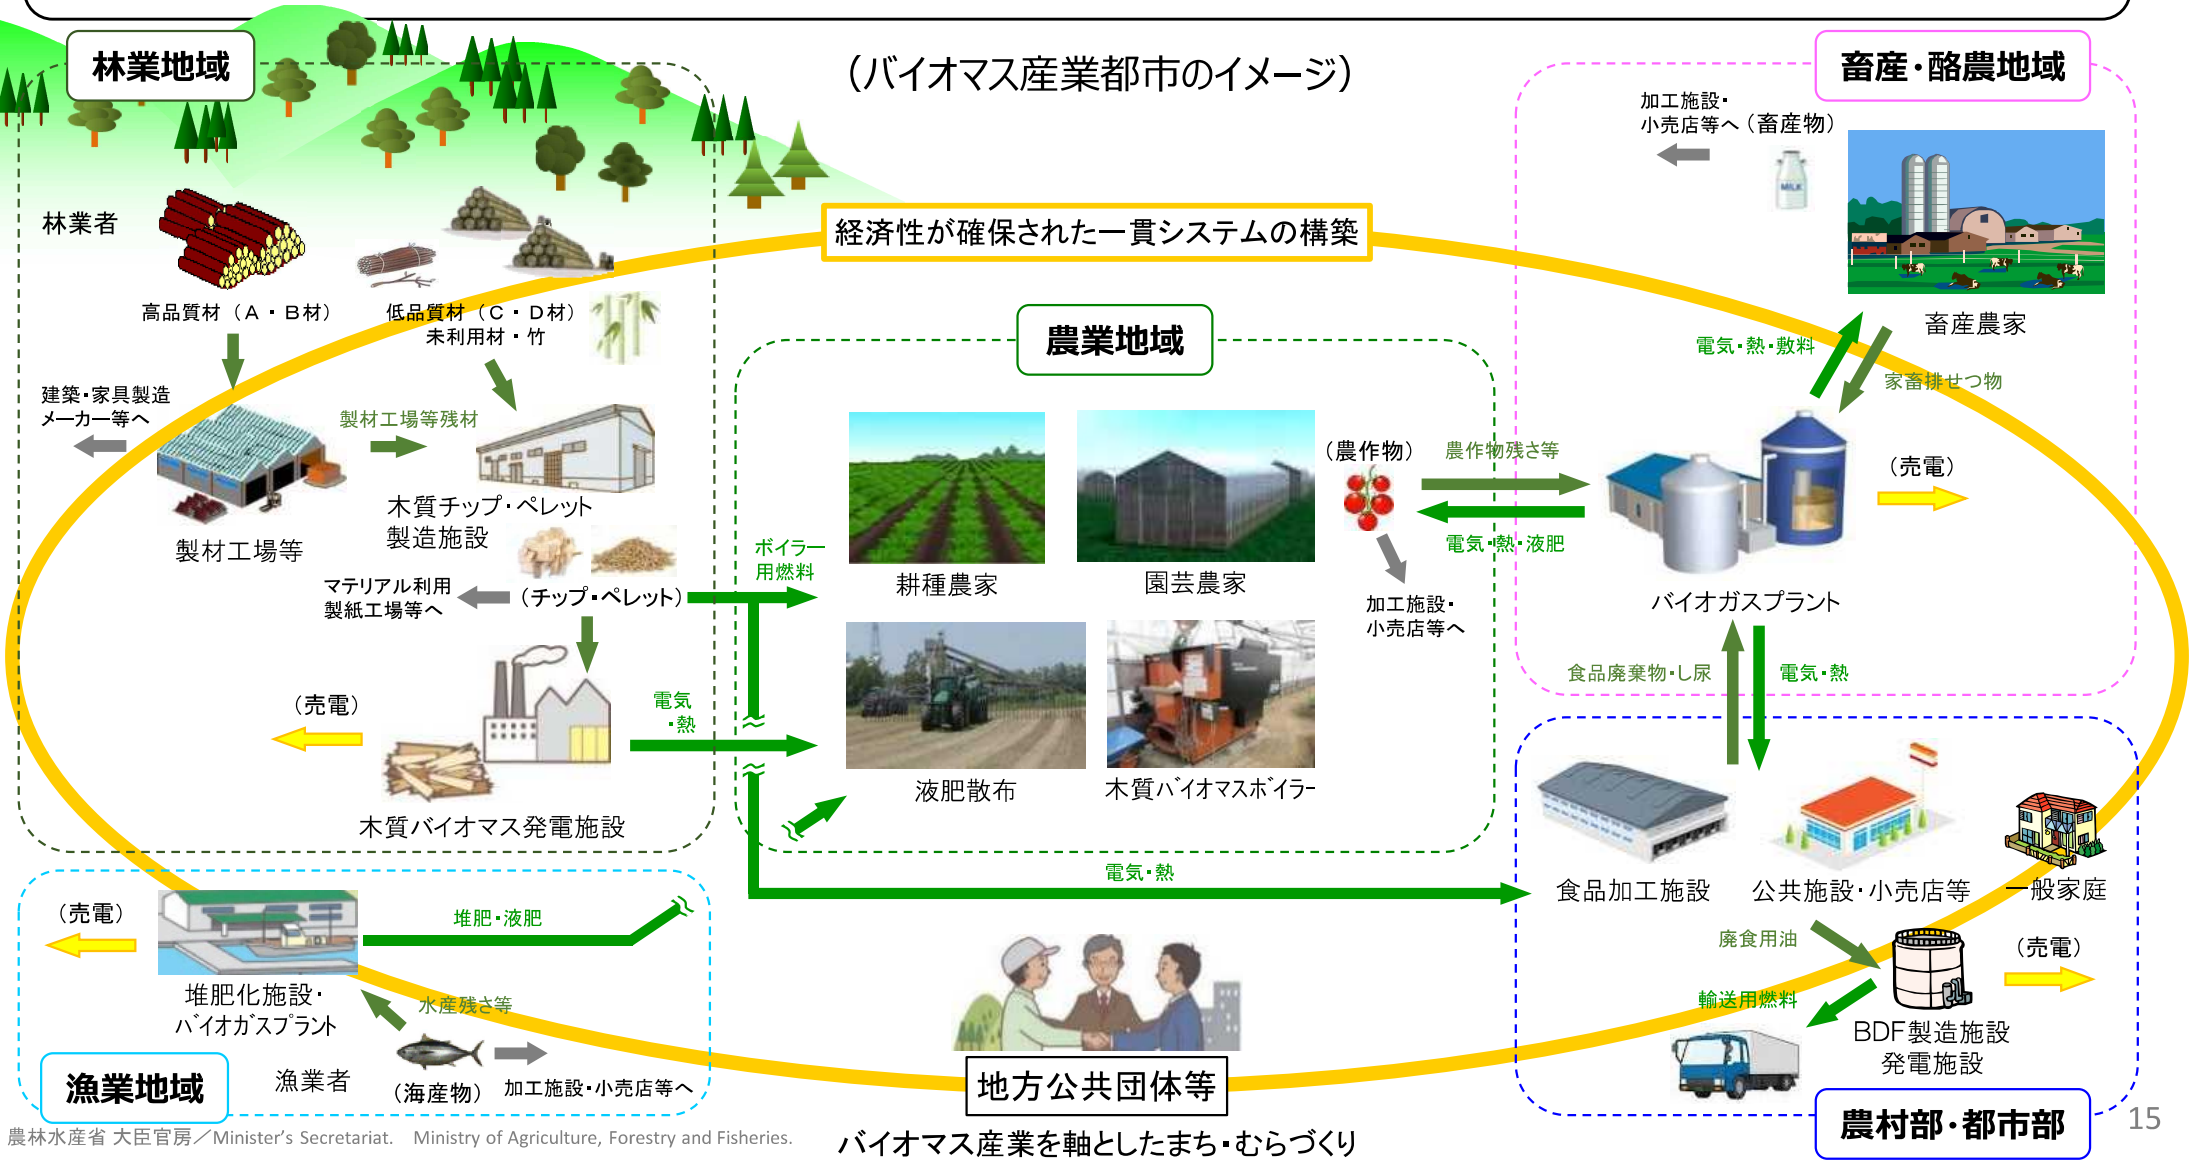 （バイオマス産業都市のイメージ）
林業地域
畜産・酪農地域
加工施設・
小売店等へ
（畜産物）
MILK
林業者
経済性が確保された一貫システムの構築
高品質材（A・B材）
低品質材（C・D材）
未利用材・竹
農業地域
畜産農家
電気・熱・敷料
家畜排せつ物
建築・家具製造
メーカー等へ
製材工場等残材
（農作物）
農作物残さ等
（売電）
木質チップ・ペレット
製造施設
製材工場等
ボイラー
用燃料
電気・熱・液肥
耕種農家
園芸農家
マテリアル利用
製紙工場等へ
（チップ・ペレット）
加工施設・
小売店等へ
バイオガスプラント
食品廃棄物・し尿
電気・熱
（売電）
電気
・熱
液肥散布
木質バイオマスボイラー
木質バイオマス発電施設
電気・熱
食品加工施設
公共施設・小売店等
一般家庭
（売電）
堆肥・液肥
廃食用油
（売電）
堆肥化施設・
バイオガスプラント
水産残さ等
輸送用燃料
BDF製造施設
発電施設
漁業地域
漁業者
（海産物）
加工施設・小売店等へ
地方公共団体等
農村部・都市部
バイオマス産業を軸としたまち・むらづくり
農林水産省 大臣官房／Minister's Secretariat. Ministry of Agriculture, Forestry and Fisheries.
15